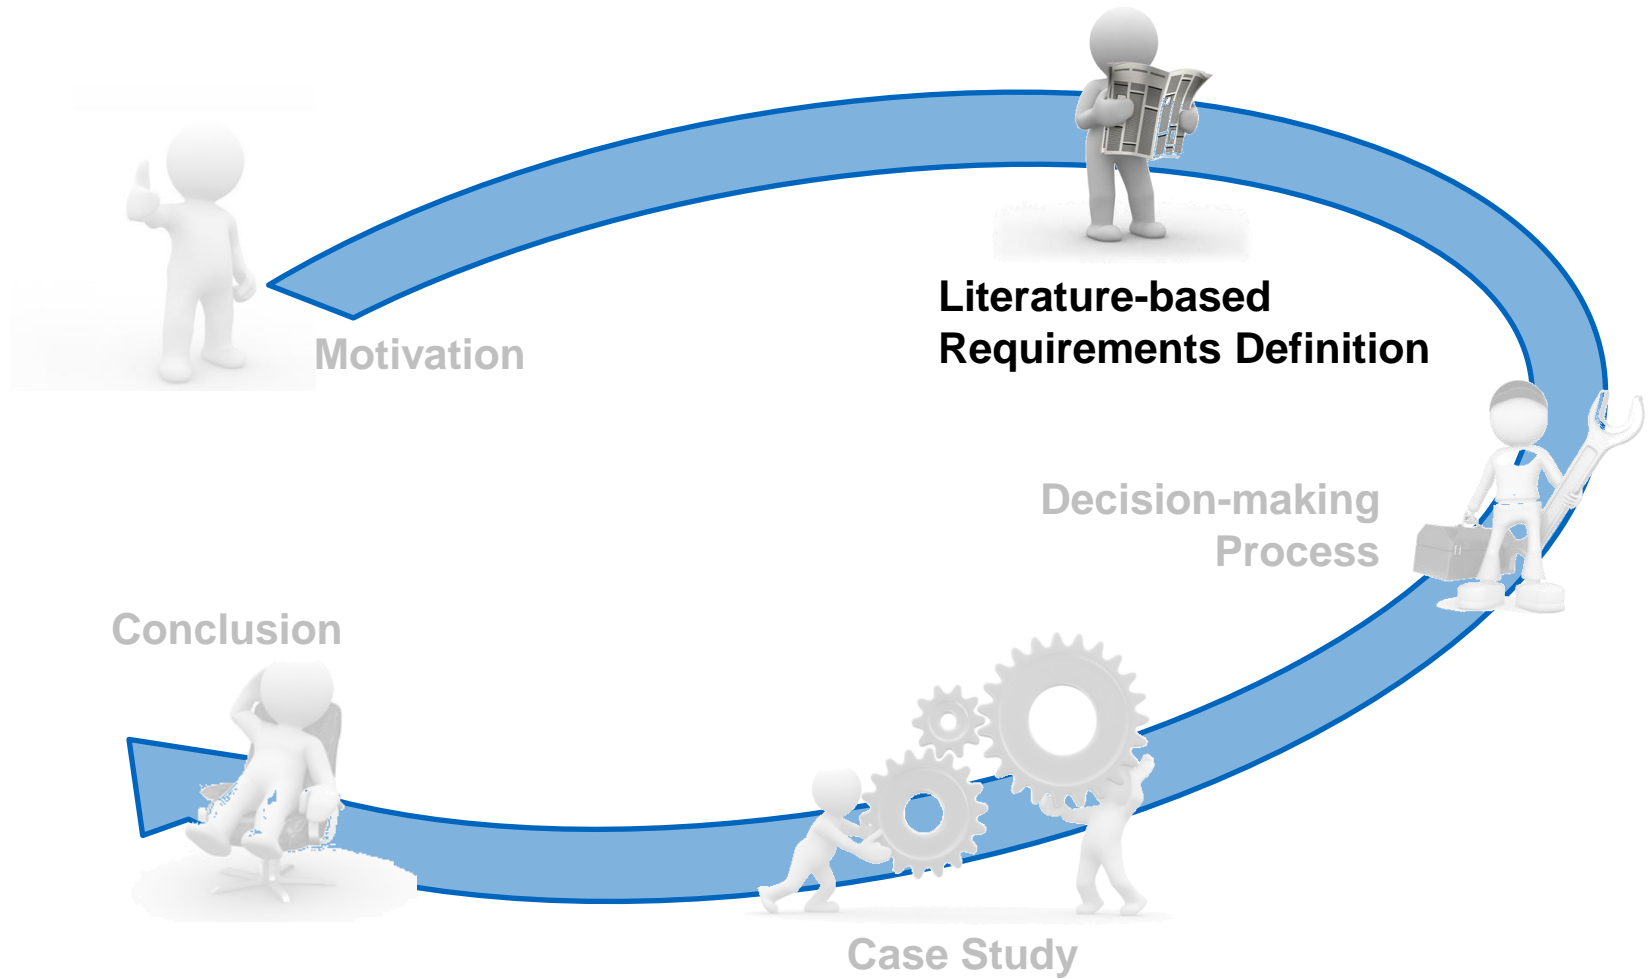 Motivation
Literature-based
Requirements Definition
Decision-making
Process
Case Study
Conclusion